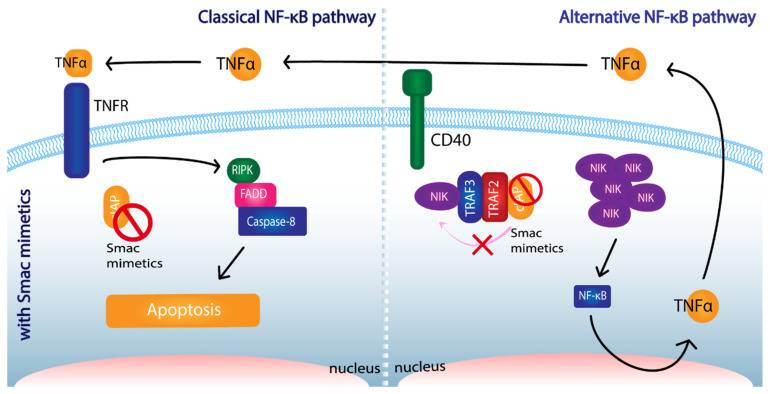 Classical NF-κB pathway
Alternative NF-κB pathway
TNFα
TNFα
TNFα
TNFR
CD40
RIPK
FADD
Caspase-8
cIAP
Smac
mimetics
Apoptosis
with Smac mimetics
NIK
TRAF3
TRAF2
cIAP
Smac
mimetics
NIK
NIK
NIK
NIK
NIK
NF-κB
TNFα
nucleus
nucleus